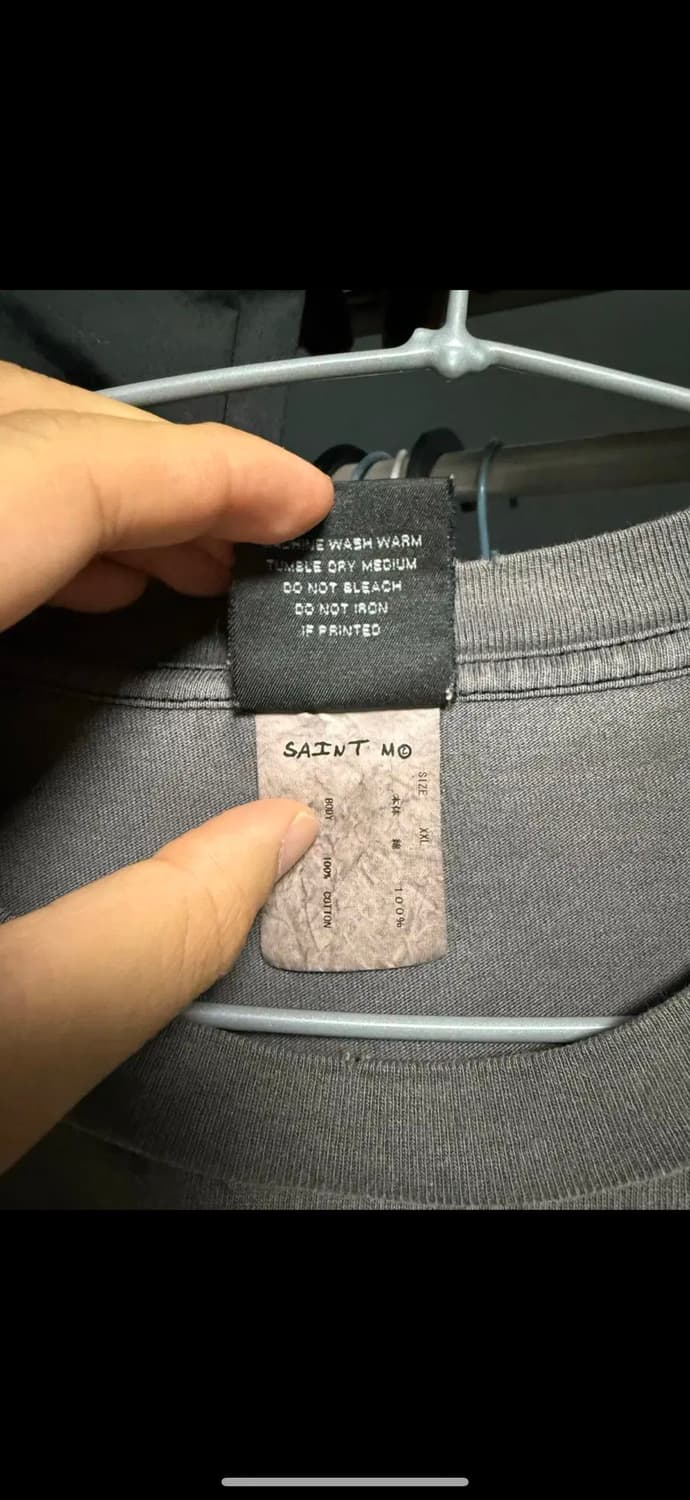 WASH WARM
TUMBLE DRY MEDIUM
DO NOT BLEACH
DO NOT IRON
IF PRINTED
SAINT M©
SIZE XXL
本体 綿 100%
BODY 100% COTTON